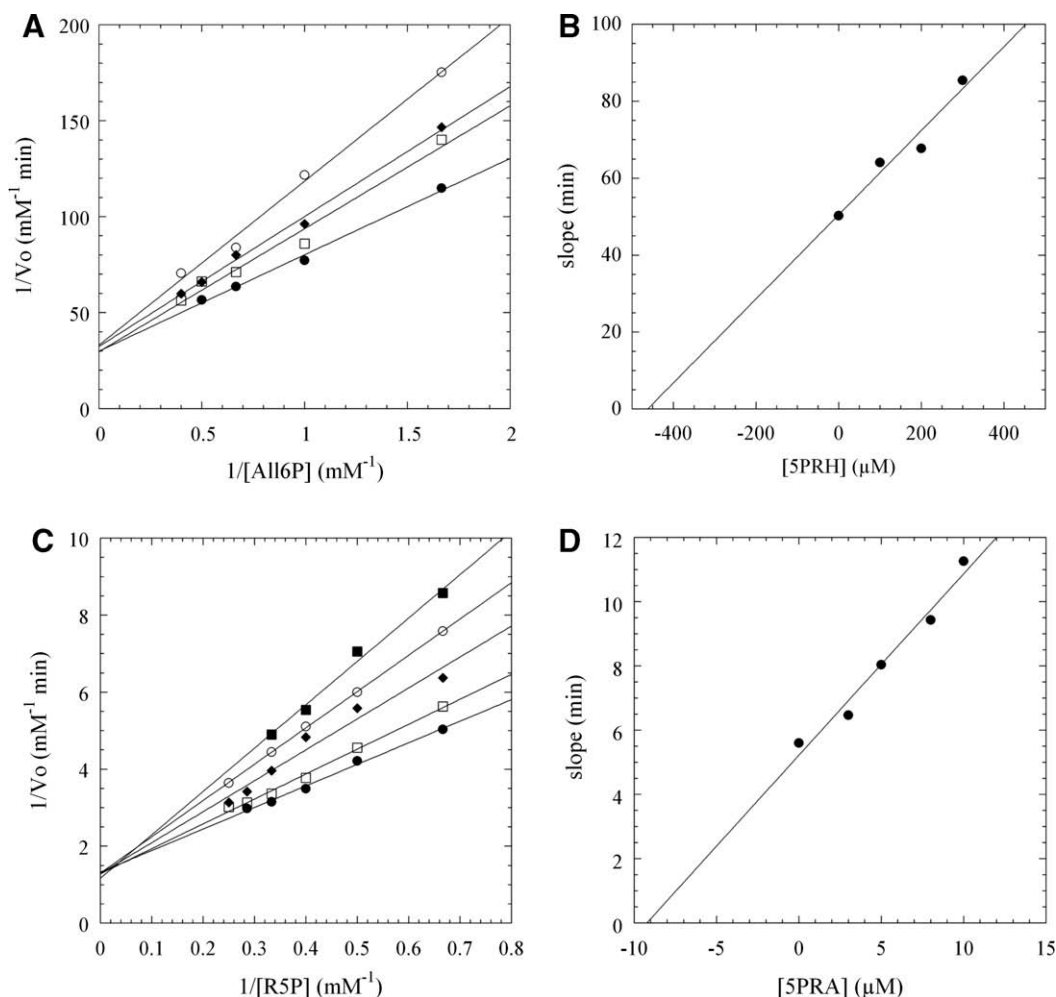 A
200
150
100
50
0
1/Vo (mM⁻¹ min)
0 0.5 1 1.5 2
1/[All6P] (mM⁻¹)
B
100
80
60
40
20
0
slope (min)
-400 -200 0 200 400
[5PRH] (µM)
C
10
8
6
4
2
0
1/Vo (mM⁻¹ min)
0 0.1 0.2 0.3 0.4 0.5 0.6 0.7 0.8
1/[R5P] (mM⁻¹)
D
12
10
8
6
4
2
0
slope (min)
-10 -5 0 5 10 15
[5PRA] (µM)